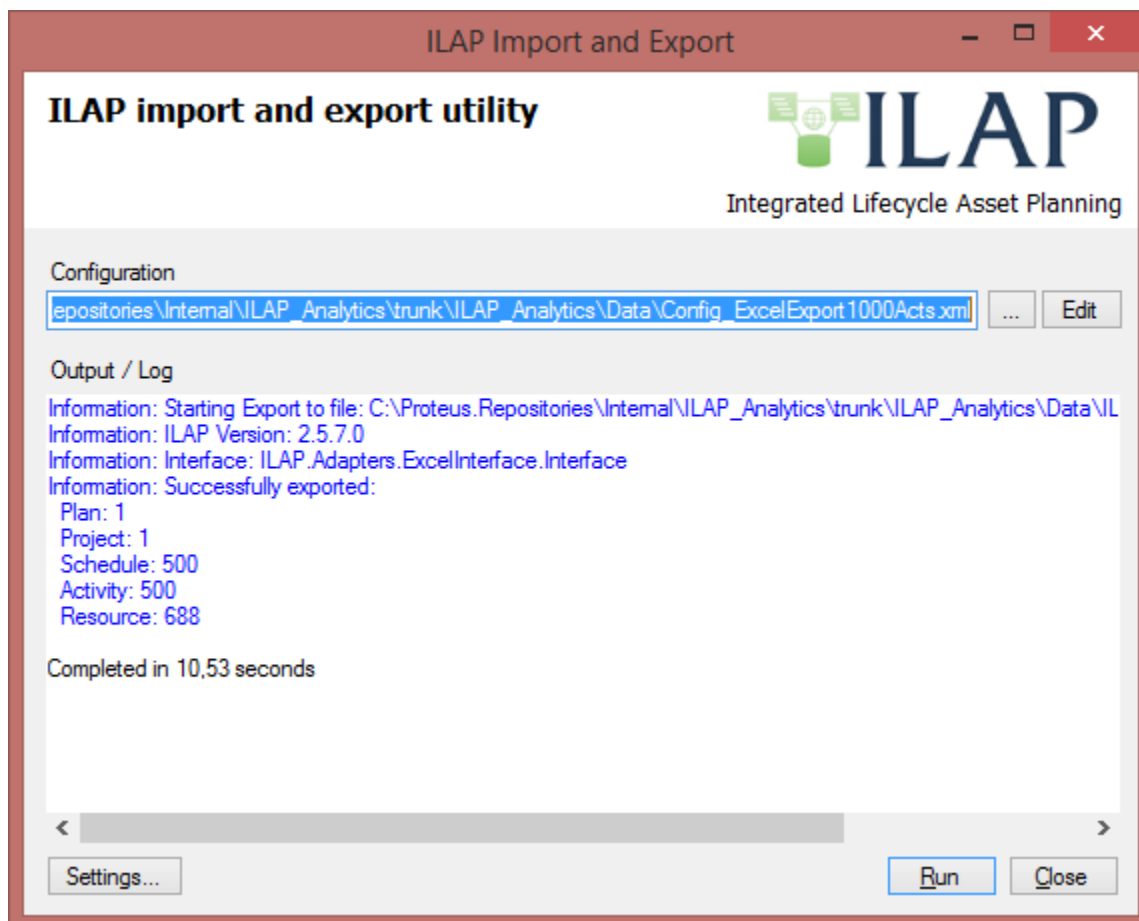 ILAP Import and Export
ILAP import and export utility
ILAP
Integrated Lifecycle Asset Planning
Configuration
epositories\Internal\ILAP_Analytics\trunk\ILAP_Analytics\Data\Config_ExcelExport1000Acts.xml
...
Edit
Output / Log
Information: Starting Export to file: C:\Proteus.Repositories\Internal\ILAP_Analytics\trunk\ILAP_Analytics\Data\IL
Information: ILAP Version: 2.5.7.0
Information: Interface: ILAP.Adapters.ExcelInterface.Interface
Information: Successfully exported:
Plan: 1
Project: 1
Schedule: 500
Activity: 500
Resource: 688
Completed in 10,53 seconds
Settings...
Run
Close